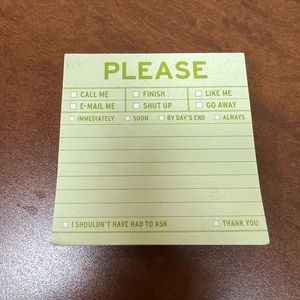 PLEASE
CALL ME FINISH LIKE ME
E-MAIL ME SHUT UP GO AWAY
IMMEDIATELY SOON BY DAY'S END ALWAYS
I SHOULDN'T HAVE HAD TO ASK THANK YOU